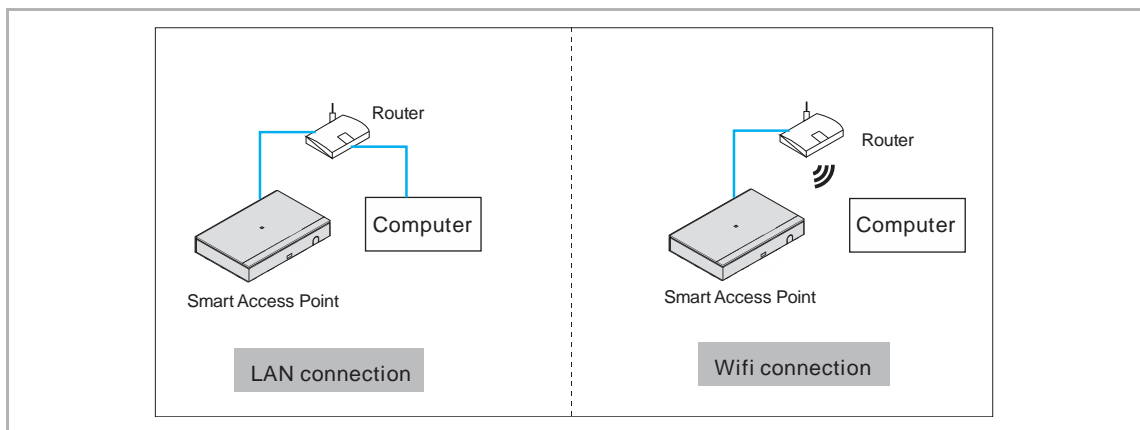 Router
Computer
Smart Access Point
LAN connection
Router
Computer
Smart Access Point
Wifi connection